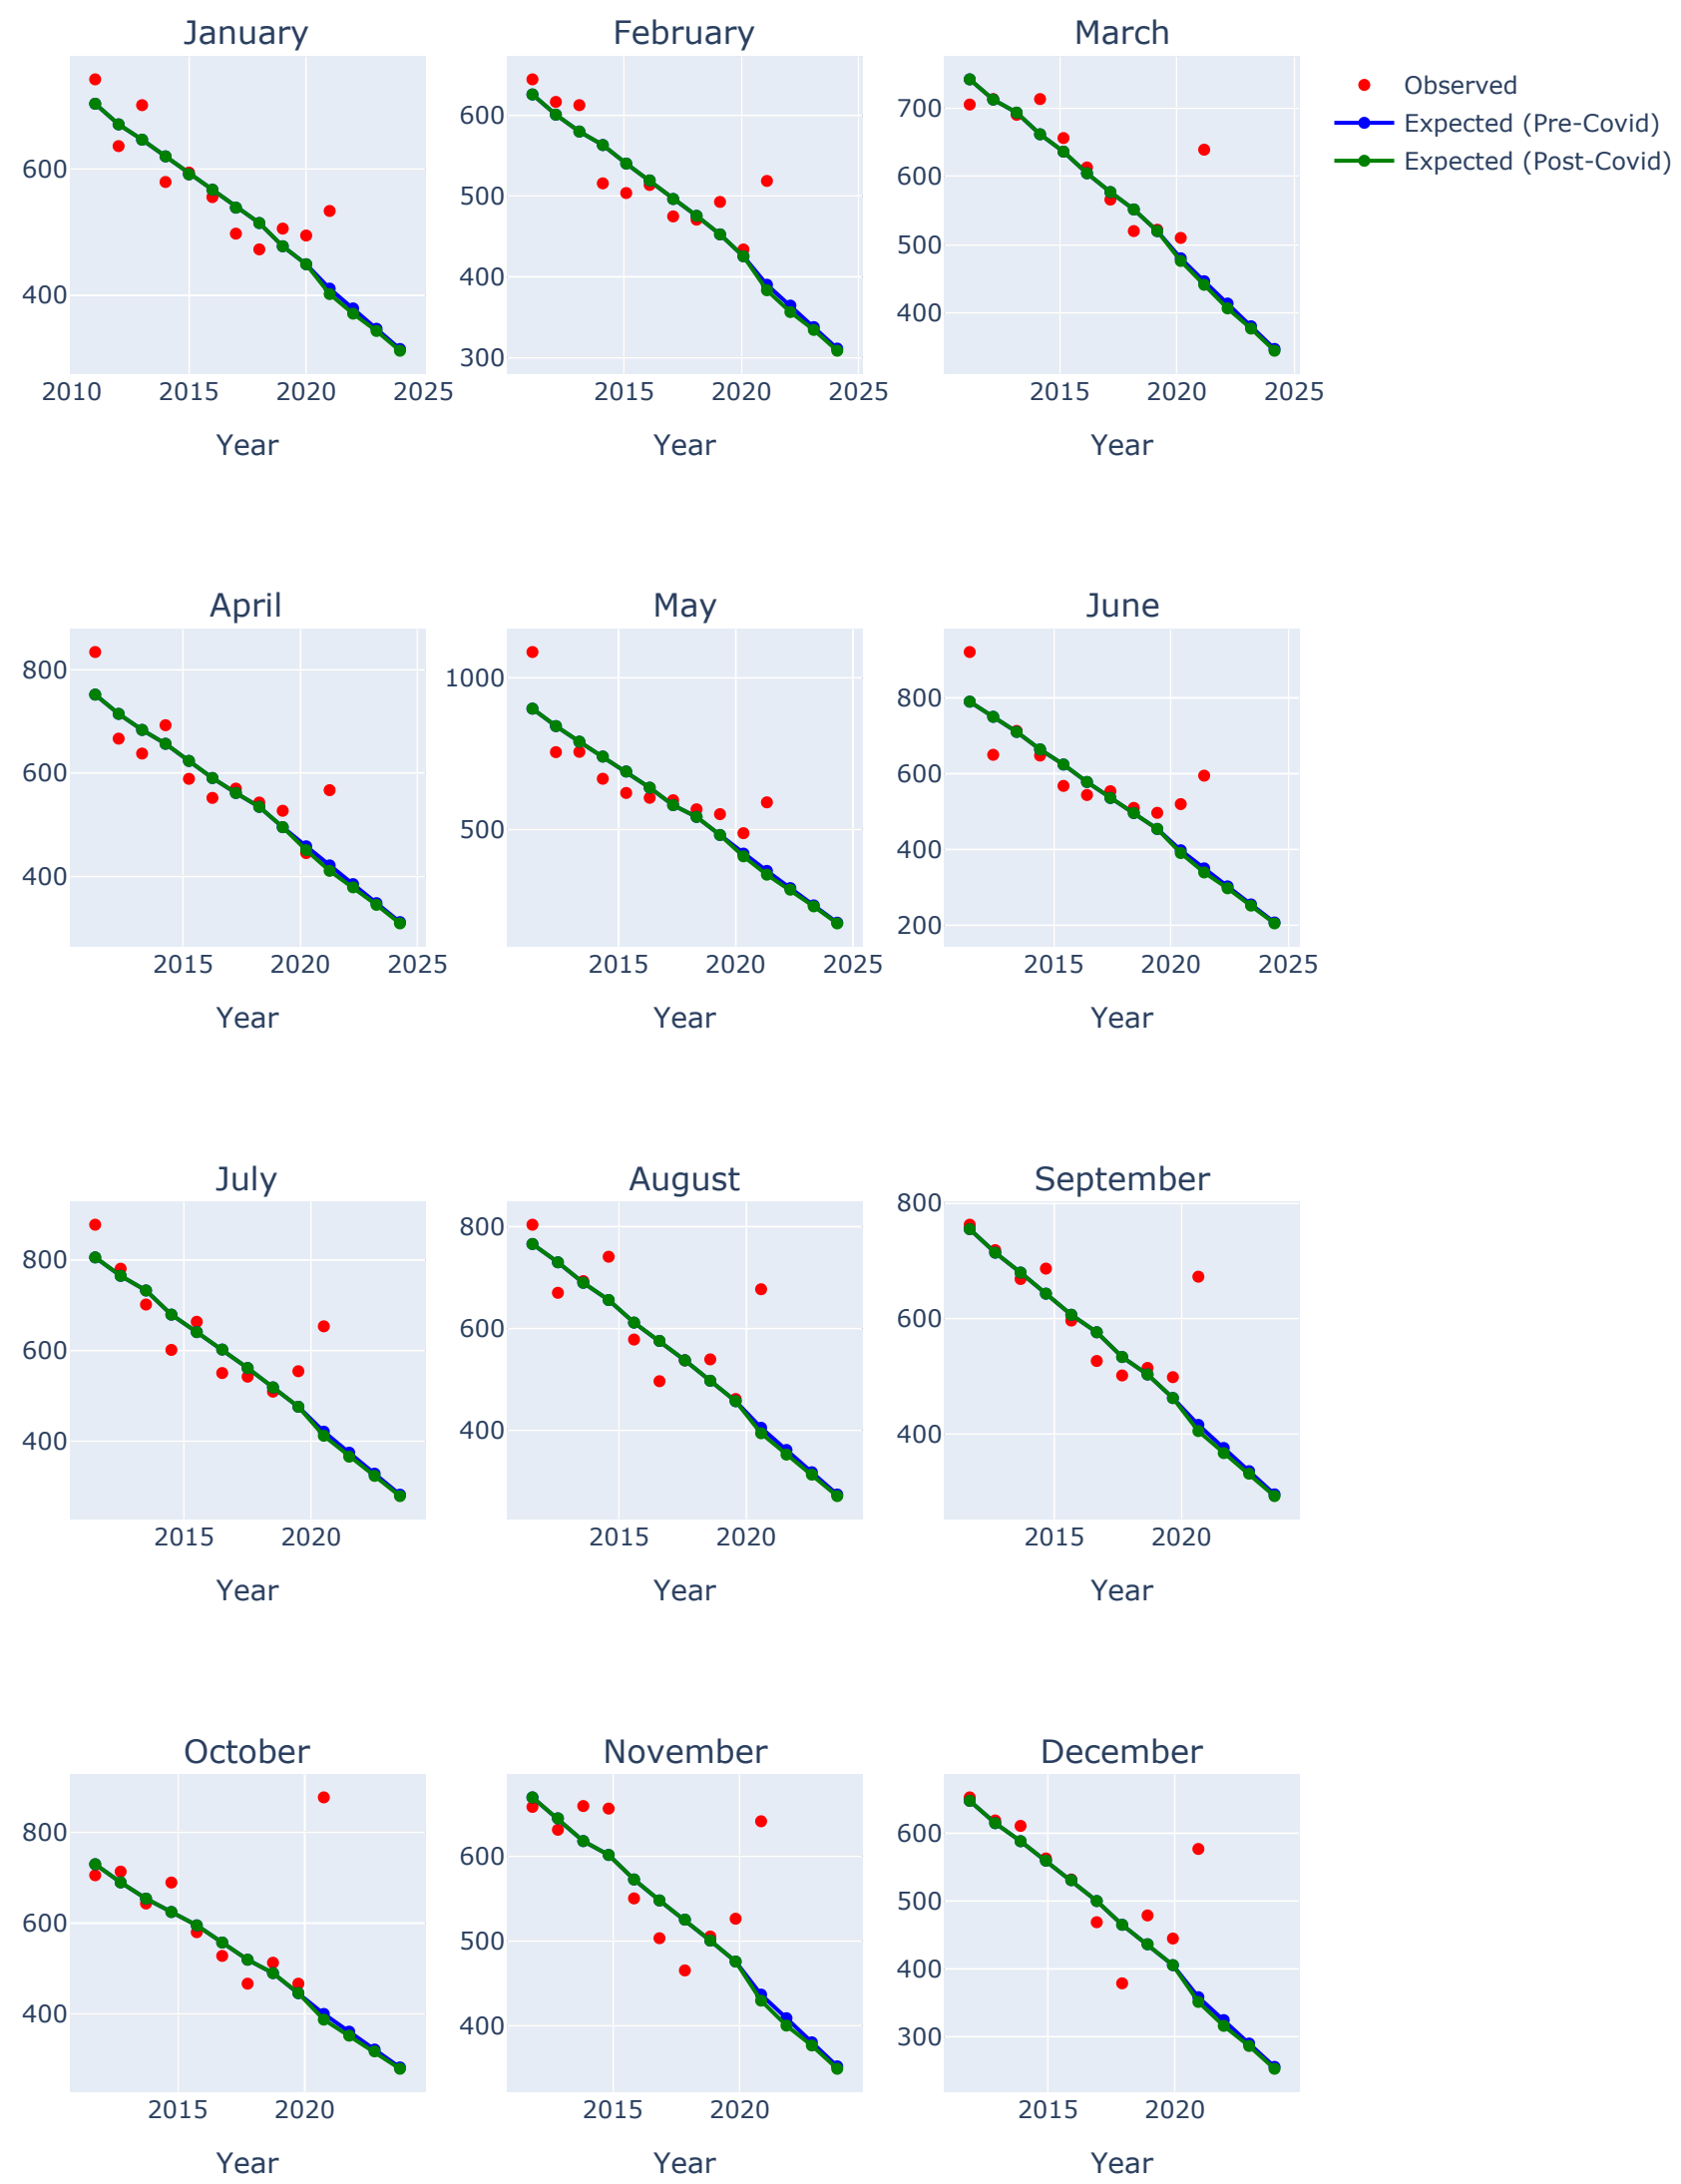 January
February
March
600
400
2010 2015 2020 2025
Year
600
500
400
300
2015 2020 2025
Year
700
600
500
400
2015 2020 2025
Year
Observed
Expected (Pre-Covid)
Expected (Post-Covid)
April
May
June
800
600
400
2015 2020 2025
Year
1000
500
2015 2020 2025
Year
800
600
400
200
2015 2020 2025
Year
July
August
September
800
600
400
2015 2020
Year
800
600
400
2015 2020
Year
800
600
400
2015 2020
Year
October
November
December
800
600
400
2015 2020
Year
600
500
400
2015 2020
Year
600
500
400
300
2015 2020
Year